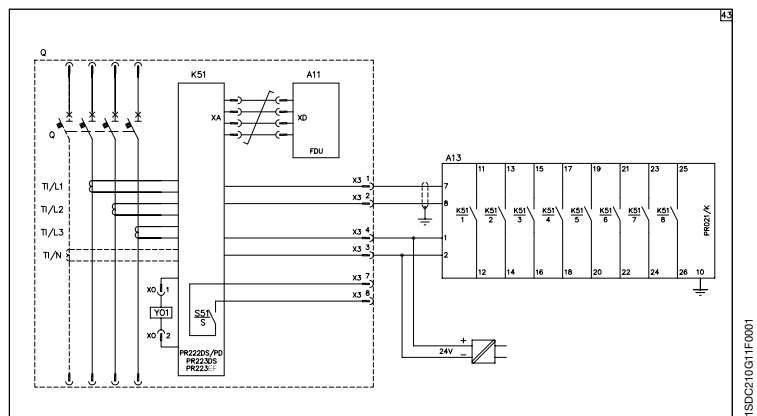 43
Q
K51
A11
XA
XD
FDU
Q
A13
11 13 15 17 19 21 23 25
X3 1
7
TI/L1
X3 2
8
TI/L2
K51 1
K51 2
K51 3
K51 4
K51 5
K51 6
K51 7
K51 8
PR021/K
TI/L3
X3 4
1
TI/N
X3 3
2
12 14 16 18 20 22 24 26 10
X3 7
X3 8
X0 1
YO1
X0 2
S51 S
+
24V −
PR222DS/PD
PR223DS
PR223EF
1SDC210G11F0001